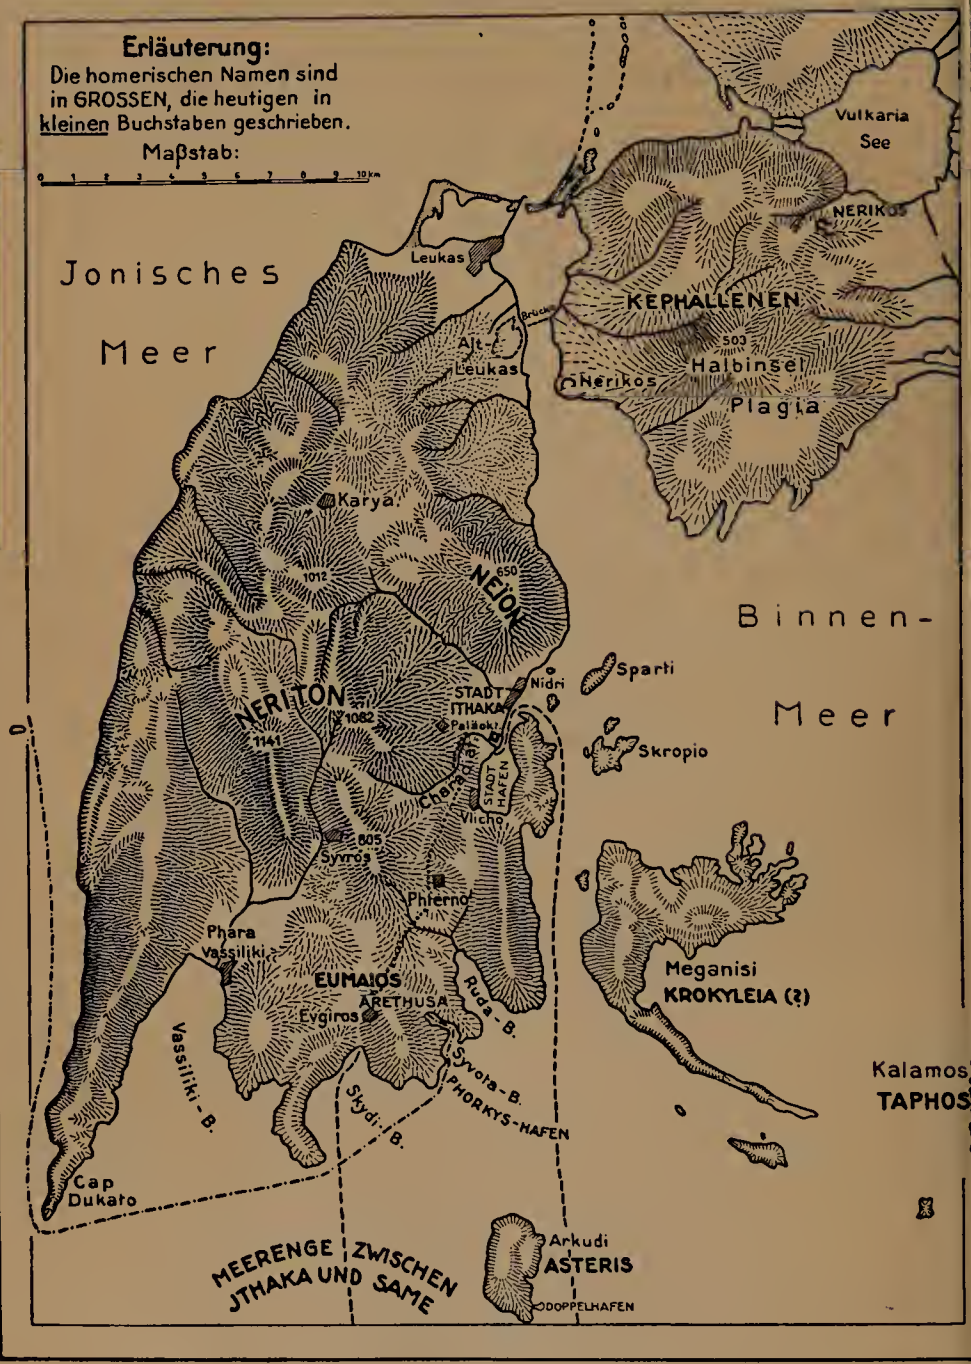 Erläuterung:
Die homerischen Namen sind
in GROSSEN, die heutigen in
kleinen Buchstaben geschrieben.
Maßstab:
0 1 2 3 4 5 6 7 8 9 10 km
Vulkaria
See
NERIKOS
Leukas
Jonisches
Meer
KEPHALLENEN
Brücke
503
Alt-
Leukas
Halbinsel
Nerikos
Plagia
Karya
1012
650
NEÏON
Binnen-
Meer
Sparti
Nidri
STADT
ITHAKA
NERITON
1082
1141
Paläokt.
Skropio
STADT
HAFEN
Vlicho
805
Syvros
Phterno
Phara
Vassiliki
Meganisi
KROKYLEIA (?)
EUMAIOS
ARETHUSA
Evgiros
Ruda-B.
Vassiliki-B.
Syvota-B.
PHORKYS-HAFEN
Skydi-B.
Kalamos
TAPHOS
Cap
Dukato
MEERENGE ZWISCHEN
JTHAKA UND SAME
Arkudi
ASTERIS
DOPPELHAFEN